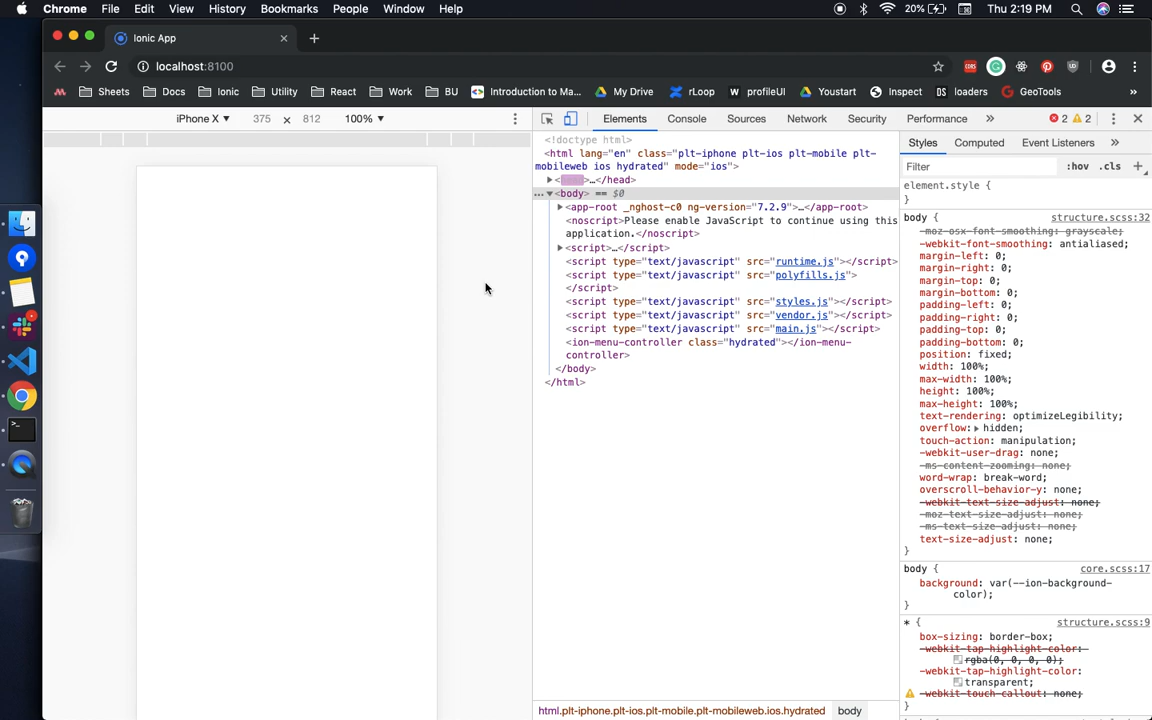 Chrome File Edit View History Bookmarks People Window Help 20% Thu 2:19 PM
Ionic App
localhost:8100
Sheets Docs Ionic Utility React Work BU Introduction to Ma... My Drive rLoop profileUI Youstart Inspect DS loaders GeoTools »
iPhone X ▼ 375 × 812 100% ▼
Elements Console Sources Network Security Performance » 2 2
<!doctype html>
<html lang="en" class="plt-iphone plt-ios plt-mobile plt-
mobileweb ios hydrated" mode="ios">
…</head>
…<body> == $0
<app-root _nghost-c0 ng-version="7.2.9">…</app-root>
<noscript>Please enable JavaScript to continue using this
application.</noscript>
<script>…</script>
<script type="text/javascript" src="runtime.js"></script>
<script type="text/javascript" src="polyfills.js">
</script>
<script type="text/javascript" src="styles.js"></script>
<script type="text/javascript" src="vendor.js"></script>
<script type="text/javascript" src="main.js"></script>
<ion-menu-controller class="hydrated"></ion-menu-
controller>
</body>
</html>
html.plt-iphone.plt-ios.plt-mobile.plt-mobileweb.ios.hydrated body
Styles Computed Event Listeners »
Filter :hov .cls +
element.style {
}
body { structure.scss:32
-moz-osx-font-smoothing: grayscale;
-webkit-font-smoothing: antialiased;
margin-left: 0;
margin-right: 0;
margin-top: 0;
margin-bottom: 0;
padding-left: 0;
padding-right: 0;
padding-top: 0;
padding-bottom: 0;
position: fixed;
width: 100%;
max-width: 100%;
height: 100%;
max-height: 100%;
text-rendering: optimizeLegibility;
overflow: hidden;
touch-action: manipulation;
-webkit-user-drag: none;
-ms-content-zooming: none;
word-wrap: break-word;
overscroll-behavior-y: none;
-webkit-text-size-adjust: none;
-moz-text-size-adjust: none;
-ms-text-size-adjust: none;
text-size-adjust: none;
}
body { core.scss:17
background: var(--ion-background-
color);
}
* { structure.scss:9
box-sizing: border-box;
-webkit-tap-highlight-color:
rgba(0, 0, 0, 0);
-webkit-tap-highlight-color:
transparent;
-webkit-touch-callout: none;
}